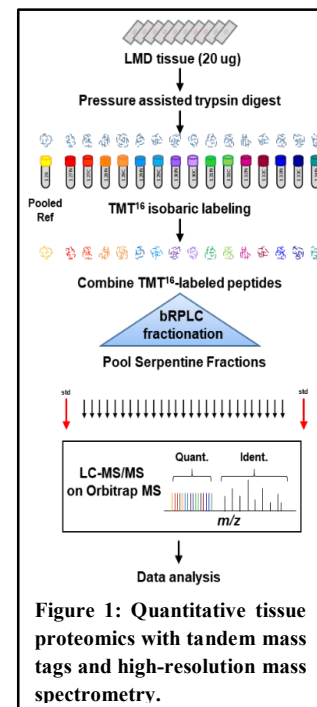 LMD tissue (20 ug)
Pressure assisted trypsin digest
Pooled
Ref
TMT¹⁶ isobaric labeling
Combine TMT¹⁶-labeled peptides
bRPLC
fractionation
Pool Serpentine Fractions
std
std
LC-MS/MS
on Orbitrap MS
Quant.
Ident.
m/z
Data analysis
Figure 1: Quantitative tissue
proteomics with tandem mass
tags and high-resolution mass
spectrometry.